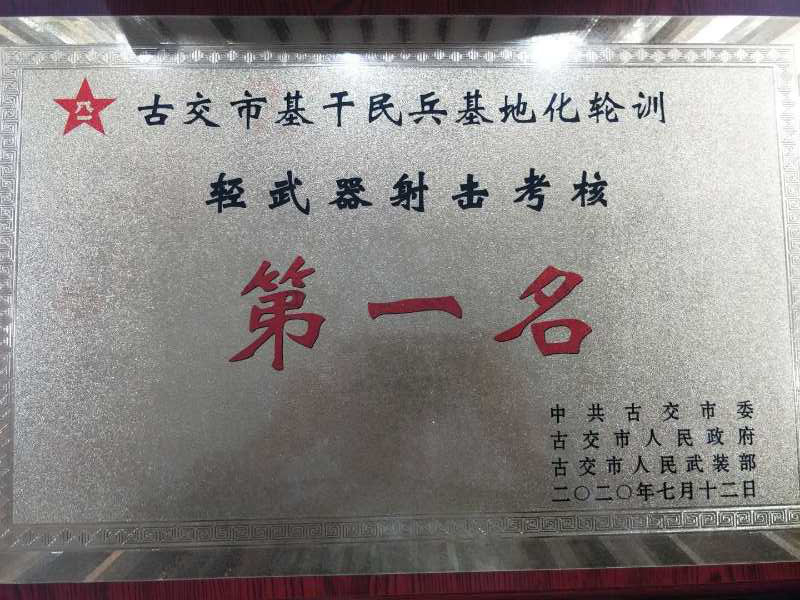 八一
古交市基干民兵基地化轮训
轻武器射击考核
第一名
中共古交市委
古交市人民政府
古交市人民武装部
二〇二〇年七月十二日